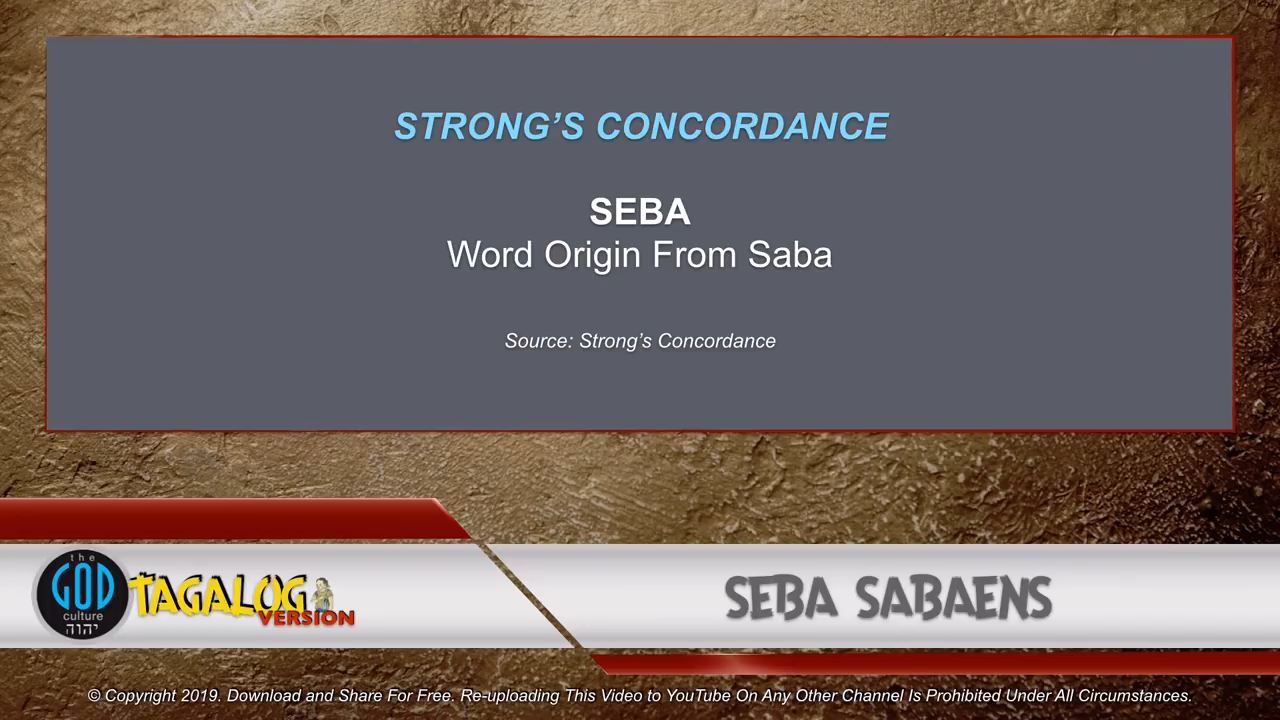 STRONG’S CONCORDANCE
SEBA
Word Origin From Saba
Source: Strong’s Concordance
the
GOD
culture
יהוה
TAGALOG
VERSION
SEBA SABAENS
© Copyright 2019. Download and Share For Free. Re-uploading This Video to YouTube On Any Other Channel Is Prohibited Under All Circumstances.